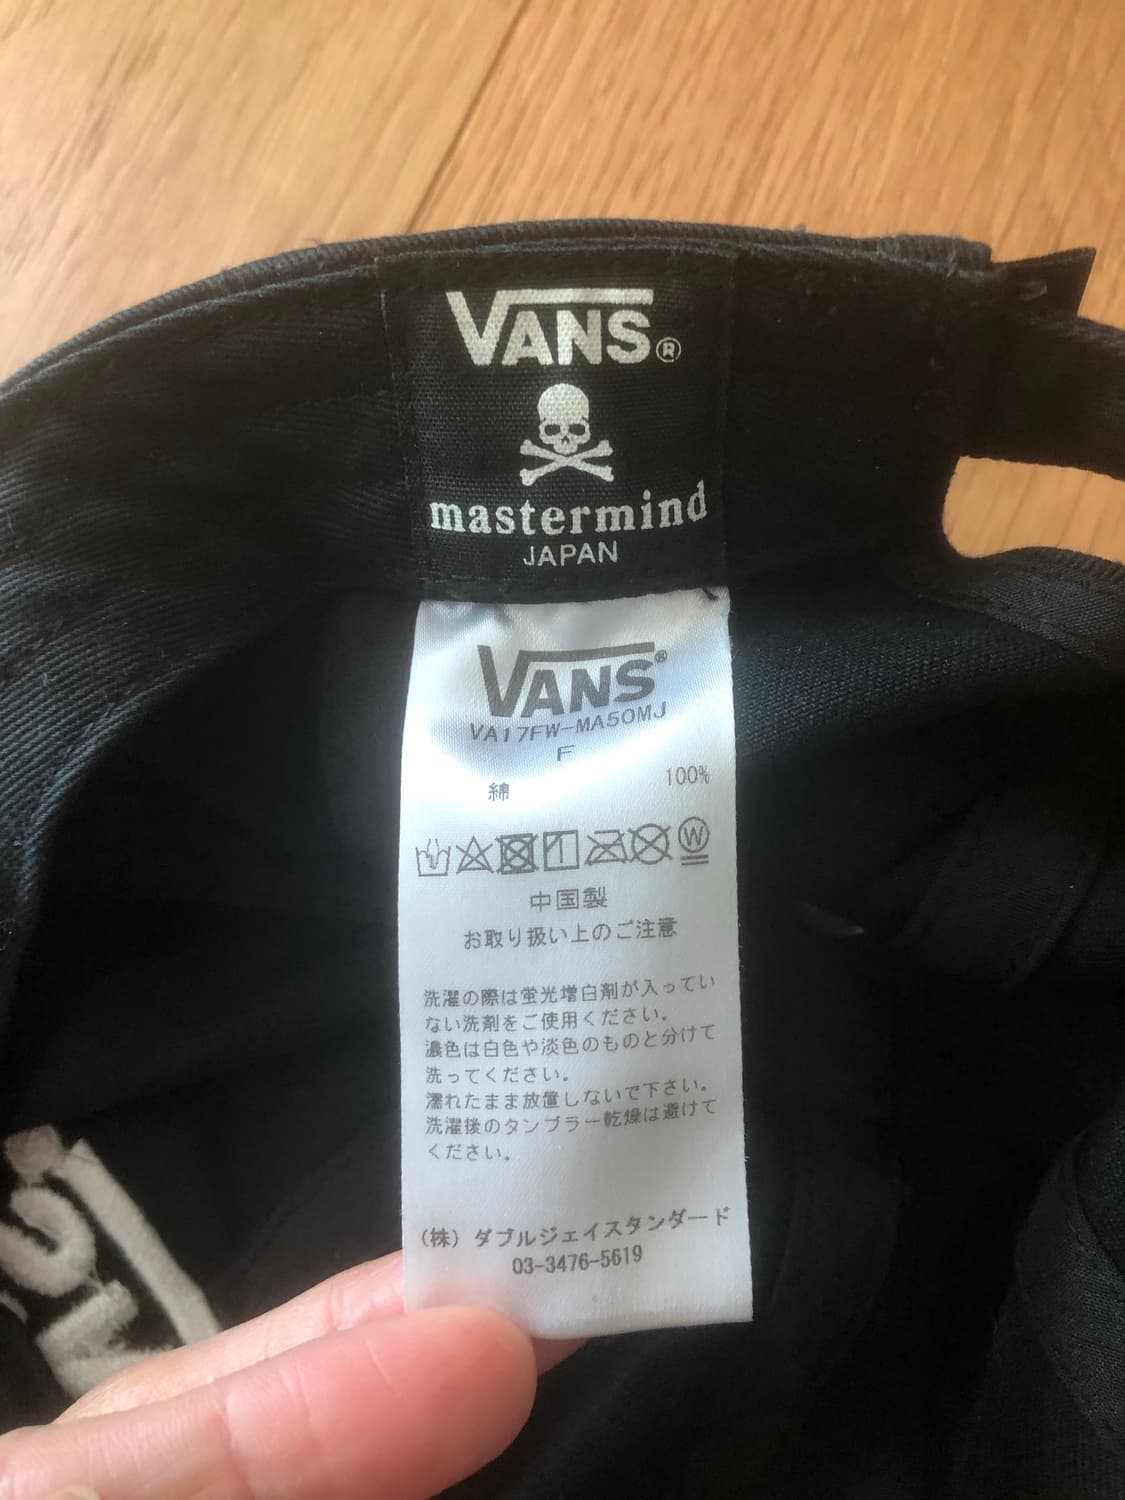 VANS®
mastermind
JAPAN
VANS®
VA17FW-MA50MJ
F
綿 100%
W
中国製
お取り扱い上のご注意
洗濯の際は蛍光増白剤が入ってい
ない洗剤をご使用ください。
濃色は白色や淡色のものと分けて
洗ってください。
濡れたまま放置しないで下さい。
洗濯後のタンブラー乾燥は避けて
ください。
(株)ダブルジェイスタンダード
03-3476-5619